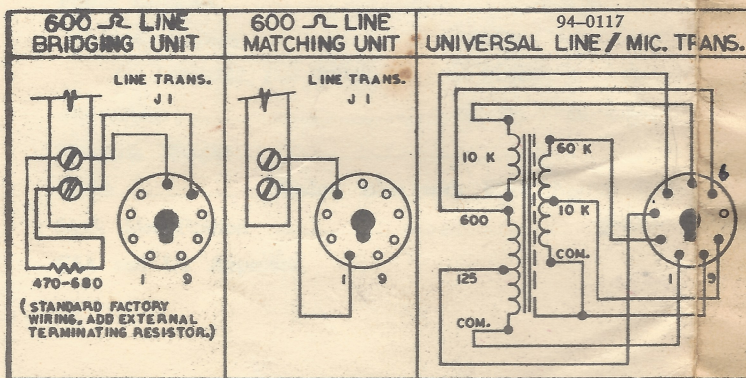 600 Ω LINE
BRIDGING UNIT
LINE TRANS.
J1
470-680
1 9
(STANDARD FACTORY
WIRING, ADD EXTERNAL
TERMINATING RESISTOR.)
600 Ω LINE
MATCHING UNIT
LINE TRANS.
J1
1 9
94-0117
UNIVERSAL LINE / MIC. TRANS.
10 K
60 K
6
600
10 K
125
COM.
1 9
COM.